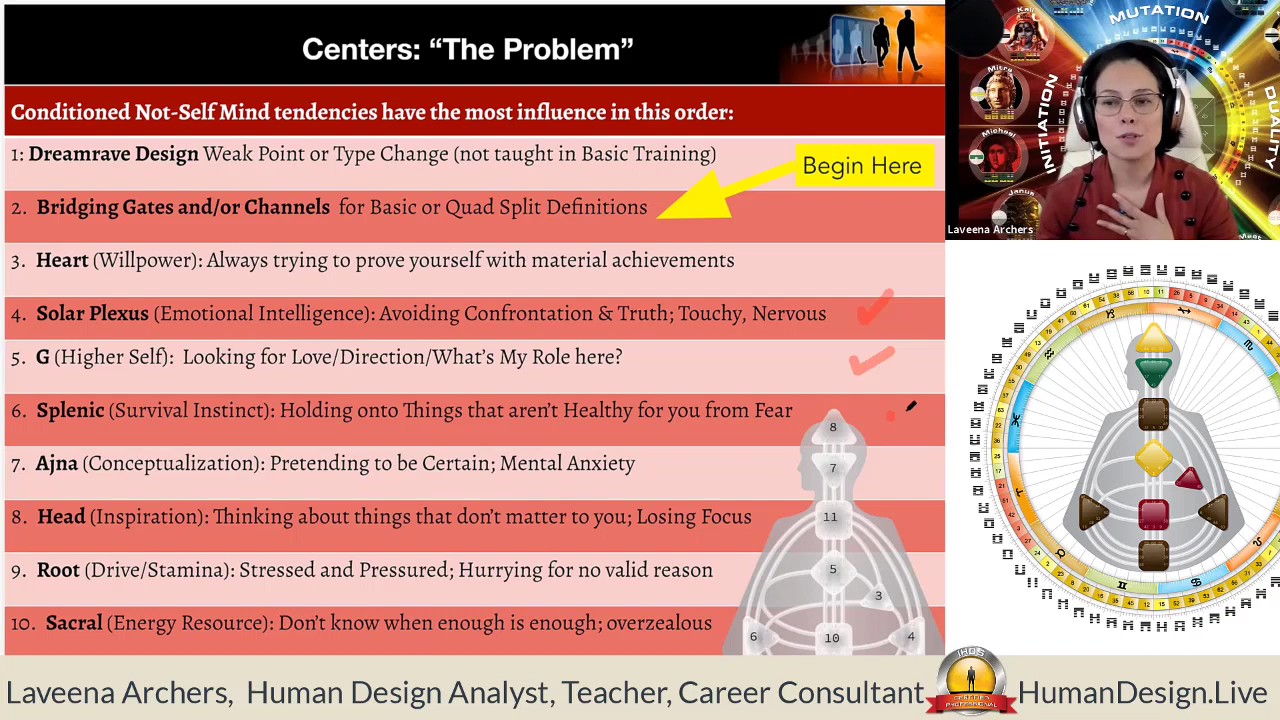 Centers: “The Problem”
Conditioned Not-Self Mind tendencies have the most influence in this order:
1: Dreamrave Design Weak Point or Type Change (not taught in Basic Training)
Begin Here
2. Bridging Gates and/or Channels for Basic or Quad Split Definitions
3. Heart (Willpower): Always trying to prove yourself with material achievements
4. Solar Plexus (Emotional Intelligence): Avoiding Confrontation & Truth; Touchy, Nervous
5. G (Higher Self): Looking for Love/Direction/What’s My Role here?
6. Splenic (Survival Instinct): Holding onto Things that aren’t Healthy for you from Fear
7. Ajna (Conceptualization): Pretending to be Certain; Mental Anxiety
8. Head (Inspiration): Thinking about things that don’t matter to you; Losing Focus
9. Root (Drive/Stamina): Stressed and Pressured; Hurrying for no valid reason
10. Sacral (Energy Resource): Don’t know when enough is enough; overzealous
8
7
11
5
3
6
10
4
MUTATION
INITIATION
DUALITY
Kali
Mitra
Michael
Janus
Laveena Archers
Laveena Archers, Human Design Analyst, Teacher, Career Consultant
IHDS
CERTIFIED
PROFESSIONAL
HumanDesign.Live